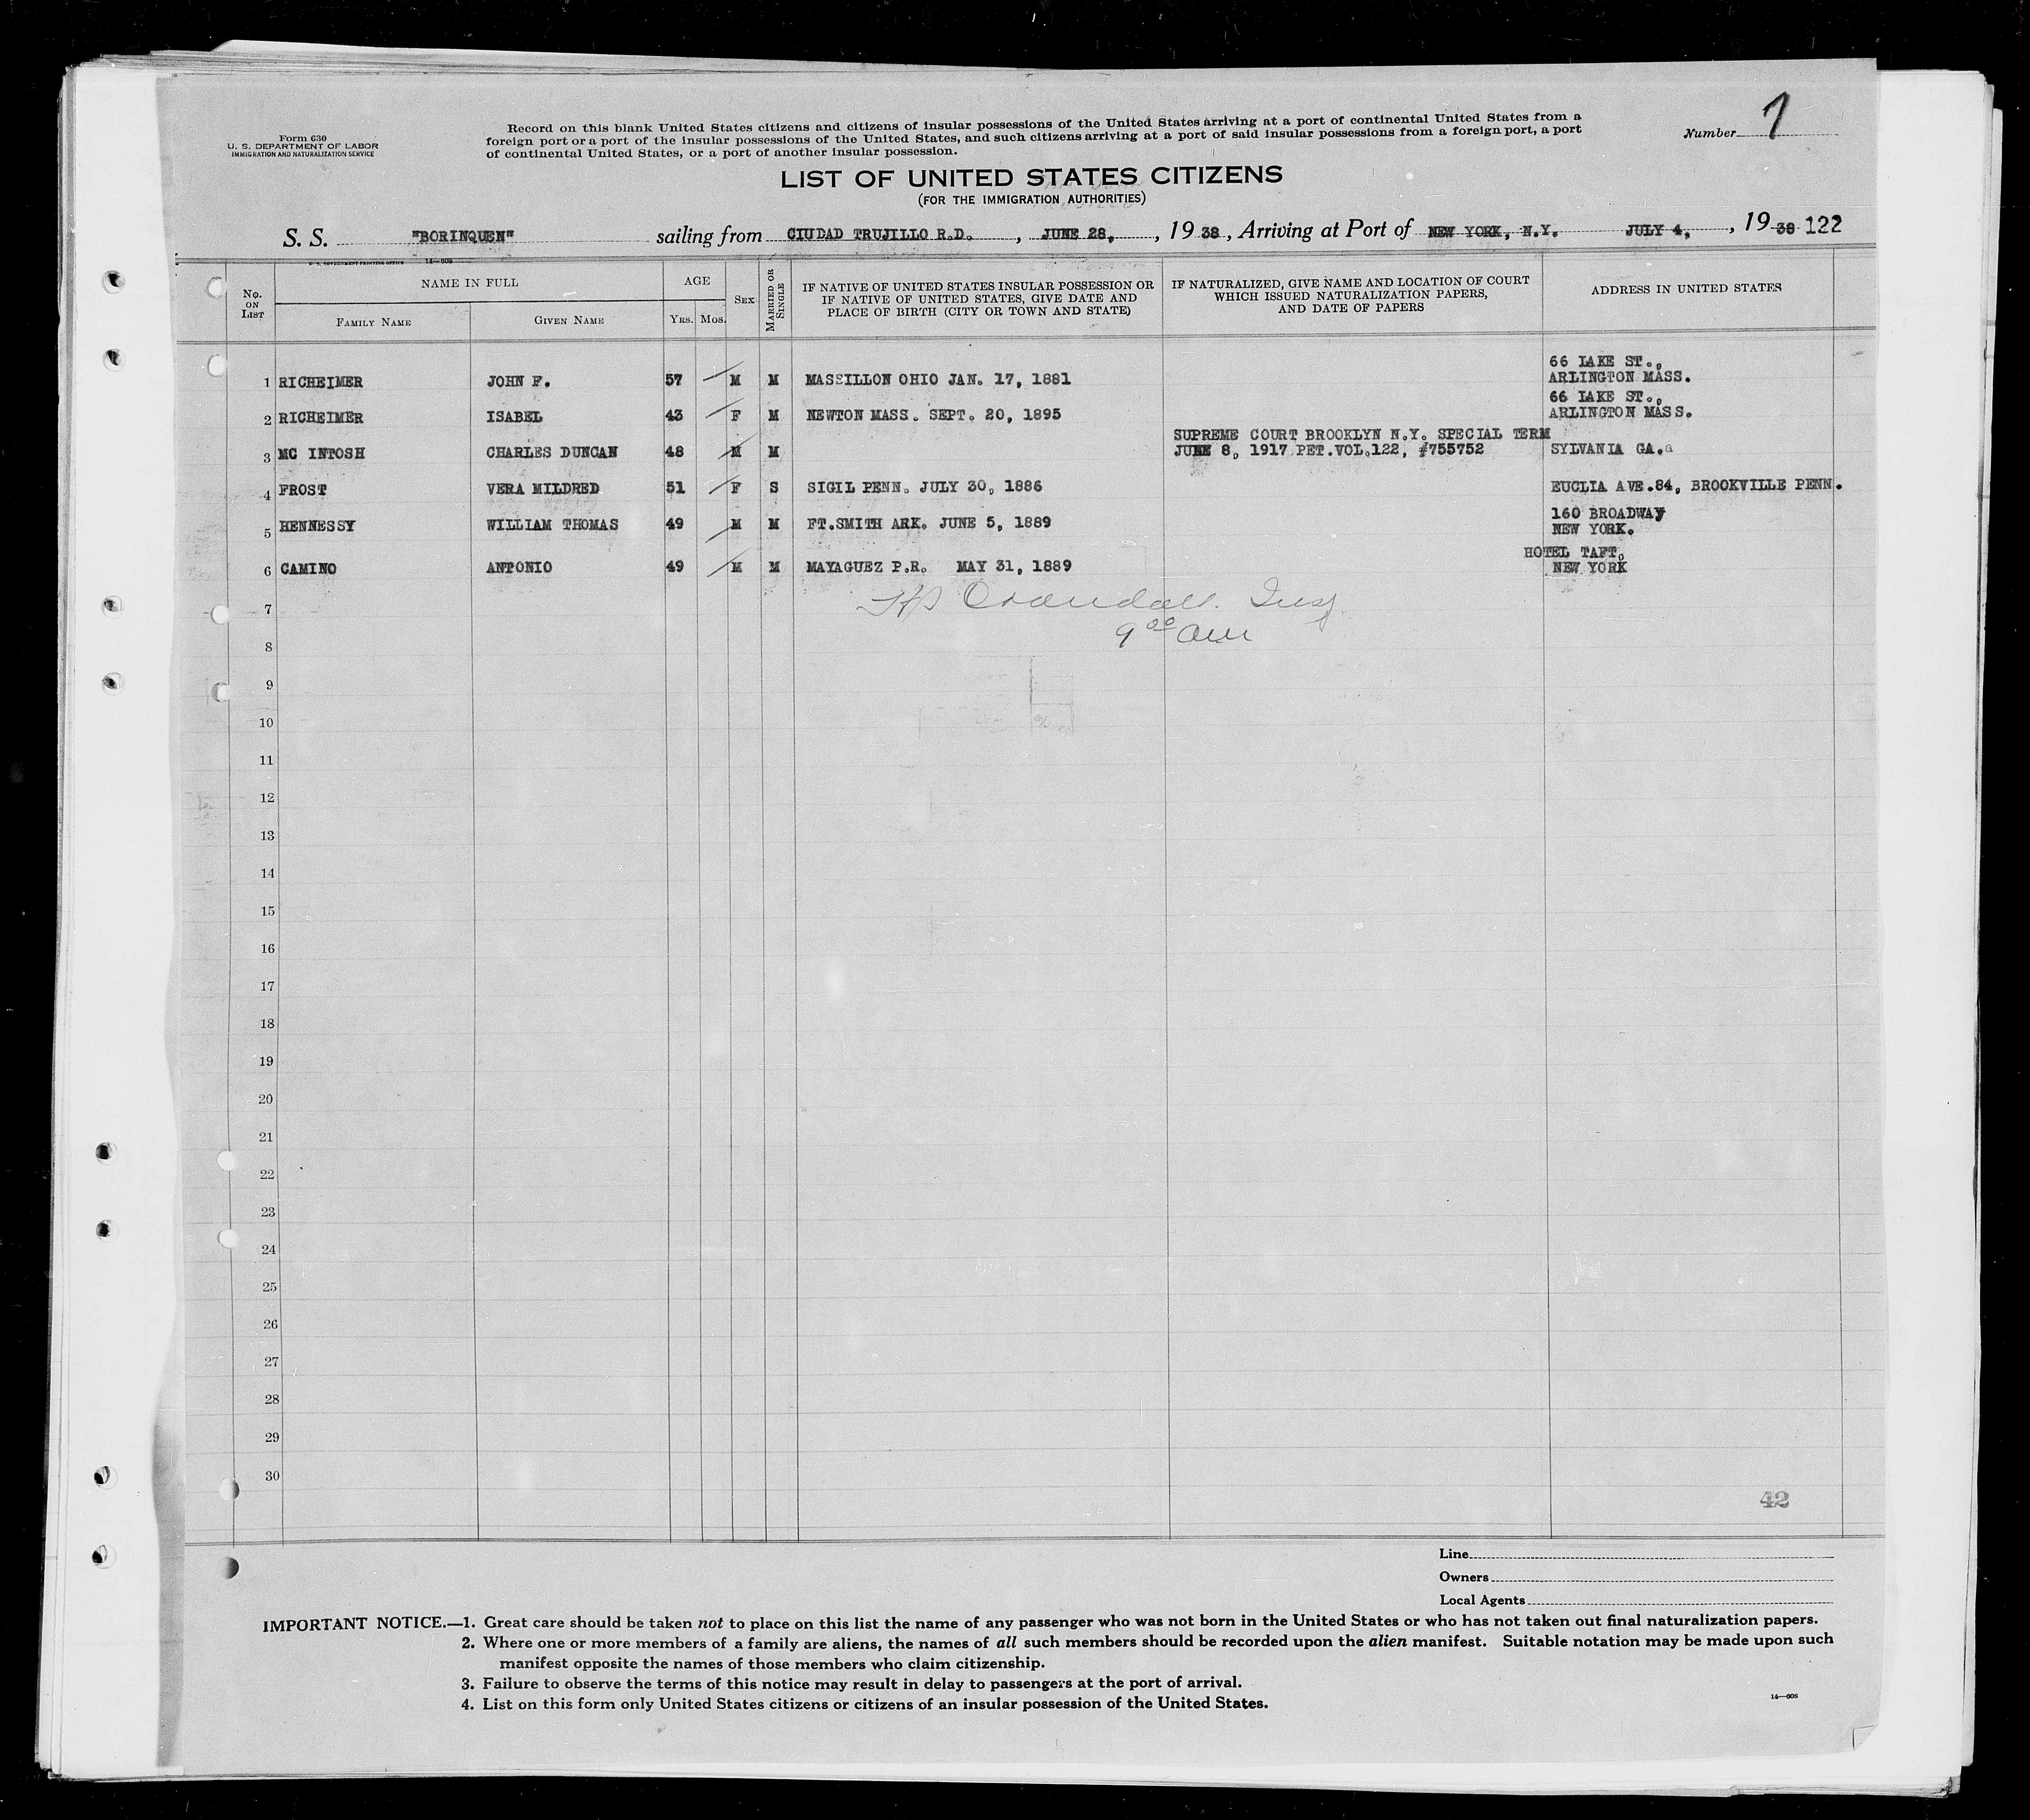 Form 630
U. S. DEPARTMENT OF LABOR
IMMIGRATION AND NATURALIZATION SERVICE
Record on this blank United States citizens and citizens of insular possessions of the United States arriving at a port of continental United States from a
foreign port or a port of the insular possessions of the United States, and such citizens arriving at a port of said insular possessions from a foreign port, a port
of continental United States, or a port of another insular possession.
Number 7
LIST OF UNITED STATES CITIZENS
(FOR THE IMMIGRATION AUTHORITIES)
S. S. "BORINQUEN" sailing from CIUDAD TRUJILLO R.D. , JUNE 28, , 19 38 , Arriving at Port of NEW YORK, N.Y. JULY 4, , 19 38 122
U. S. GOVERNMENT PRINTING OFFICE 14—608
No. ON LIST
NAME IN FULL
FAMILY NAME
GIVEN NAME
AGE
YRS. MOS.
SEX
MARRIED OR SINGLE
IF NATIVE OF UNITED STATES INSULAR POSSESSION OR
IF NATIVE OF UNITED STATES, GIVE DATE AND
PLACE OF BIRTH (CITY OR TOWN AND STATE)
IF NATURALIZED, GIVE NAME AND LOCATION OF COURT
WHICH ISSUED NATURALIZATION PAPERS,
AND DATE OF PAPERS
ADDRESS IN UNITED STATES
66 LAKE ST.,
1 RICHEIMER JOHN F. 57 M M MASSILLON OHIO JAN. 17, 1881 ARLINGTON MASS.
66 LAKE ST.,
2 RICHEIMER ISABEL 43 F M NEWTON MASS. SEPT. 20, 1895 ARLINGTON MASS.
SUPREME COURT BROOKLYN N.Y. SPECIAL TERM
3 MC INTOSH CHARLES DUNCAN 48 M M JUNE 8, 1917 PET.VOL.122, #755752 SYLVANIA GA.a
4 FROST VERA MILDRED 51 F S SIGIL PENN. JULY 30, 1886 EUCLIA AVE.84, BROOKVILLE PENN.
160 BROADWAY
5 HENNESSY WILLIAM THOMAS 49 M M FT.SMITH ARK. JUNE 5, 1889 NEW YORK.
HOTEL TAFT,
6 CAMINO ANTONIO 49 M M MAYAGUEZ P.R. MAY 31, 1889 NEW YORK
7 Crandall. Insp
9 00 am
8
9
10
11
12
13
14
15
16
17
18
19
20
21
22
23
24
25
26
27
28
29
30
42
Line
Owners
Local Agents
IMPORTANT NOTICE.—1. Great care should be taken not to place on this list the name of any passenger who was not born in the United States or who has not taken out final naturalization papers.
2. Where one or more members of a family are aliens, the names of all such members should be recorded upon the alien manifest. Suitable notation may be made upon such
manifest opposite the names of those members who claim citizenship.
3. Failure to observe the terms of this notice may result in delay to passengers at the port of arrival.
4. List on this form only United States citizens or citizens of an insular possession of the United States.
14—608